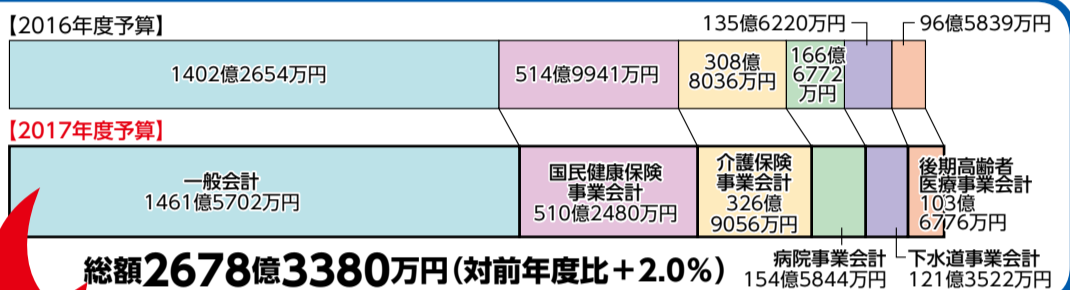 【2016年度予算】
135億6220万円
96億5839万円
1402億2654万円
514億9941万円
308億
8036万円
166億
6772
万円
【2017年度予算】
一般会計
1461億5702万円
国民健康保険
事業会計
510億2480万円
介護保険
事業会計
326億
9056万円
後期高齢者
医療事業会計
103億
6776万円
病院事業会計
154億5844万円
下水道事業会計
121億3522万円
総額2678億3380万円(対前年度比+2.0%)